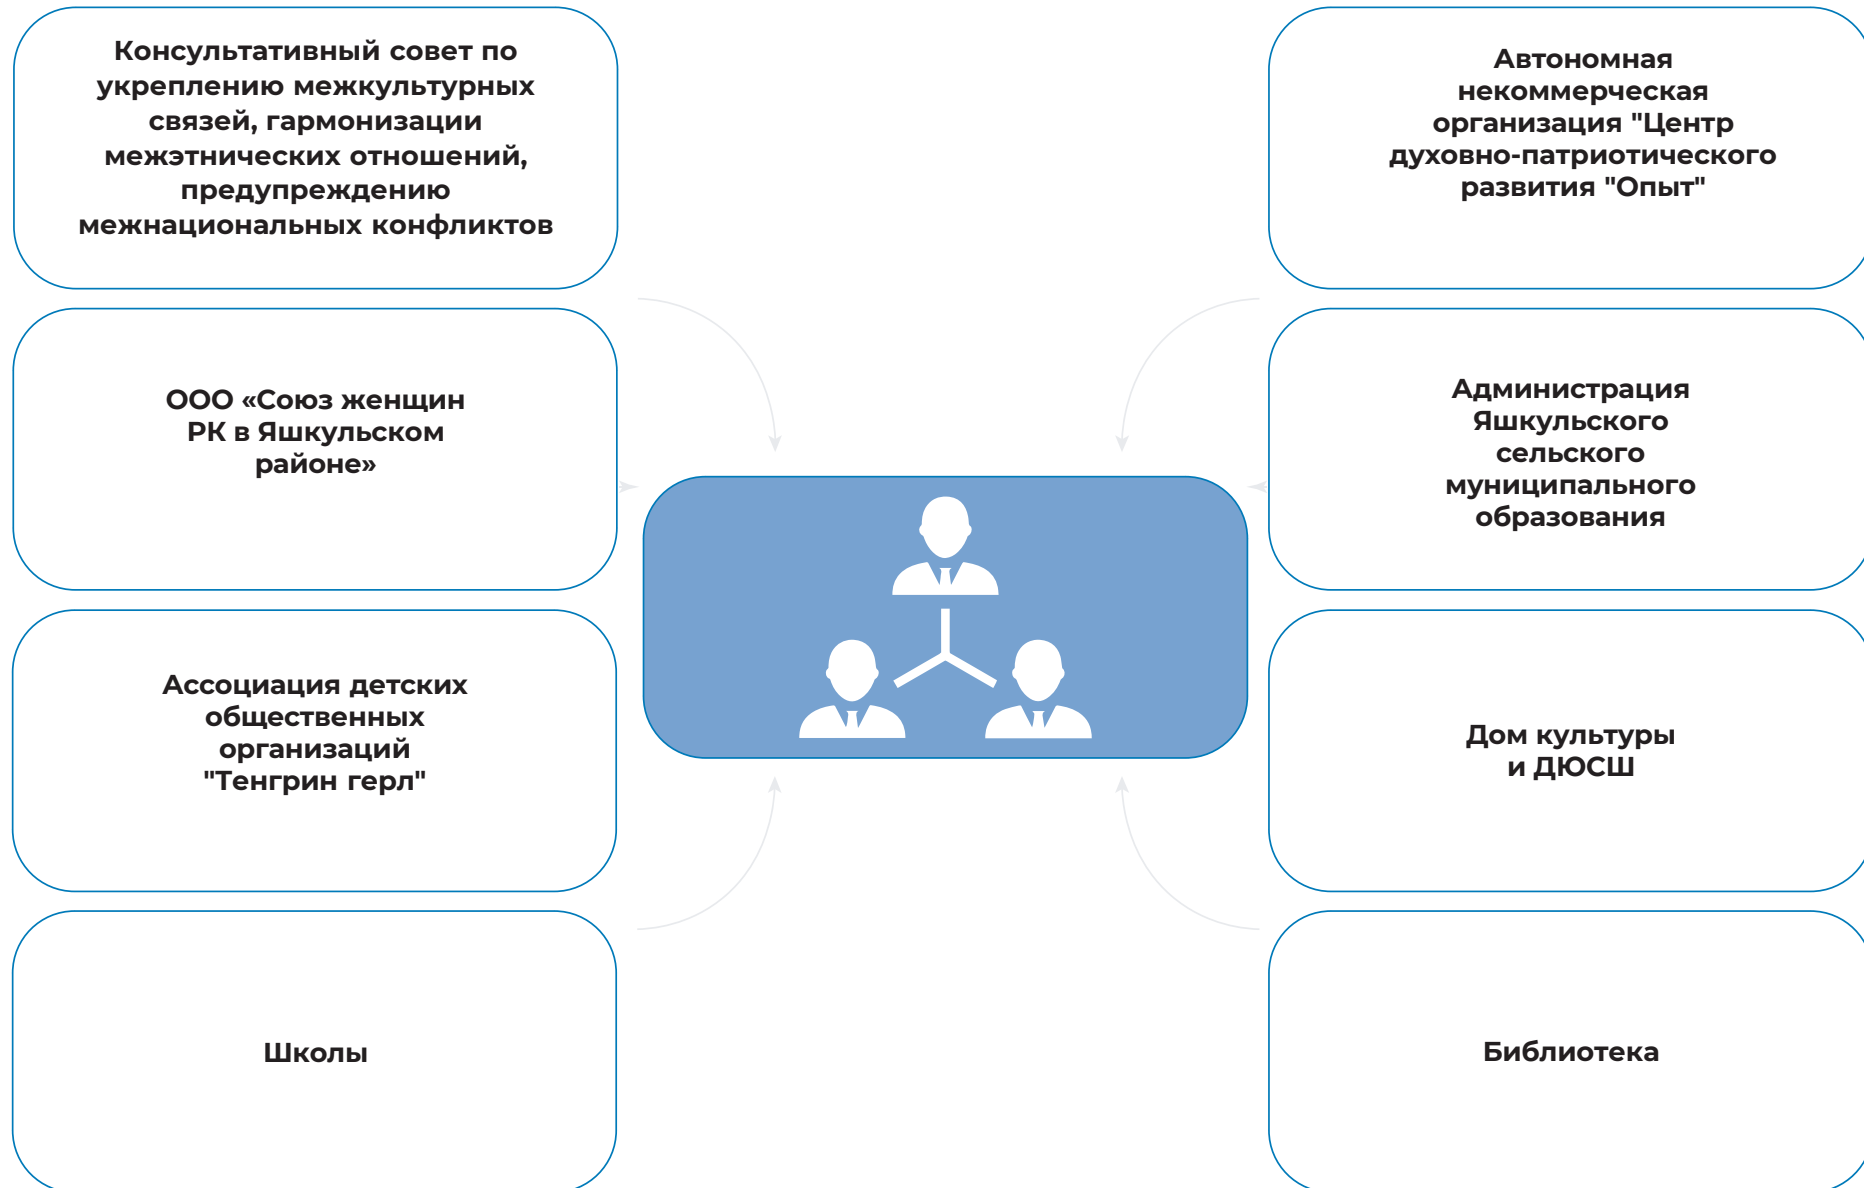 Консультативный совет по
укреплению межкультурных
связей, гармонизации
межэтнических отношений,
предупреждению
межнациональных конфликтов
ООО «Союз женщин
РК в Яшкульском
районе»
Ассоциация детских
общественных
организаций
"Тенгрин герл"
Школы
Автономная
некоммерческая
организация "Центр
духовно-патриотического
развития "Опыт"
Администрация
Яшкульского
сельского
муниципального
образования
Дом культуры
и ДЮСШ
Библиотека